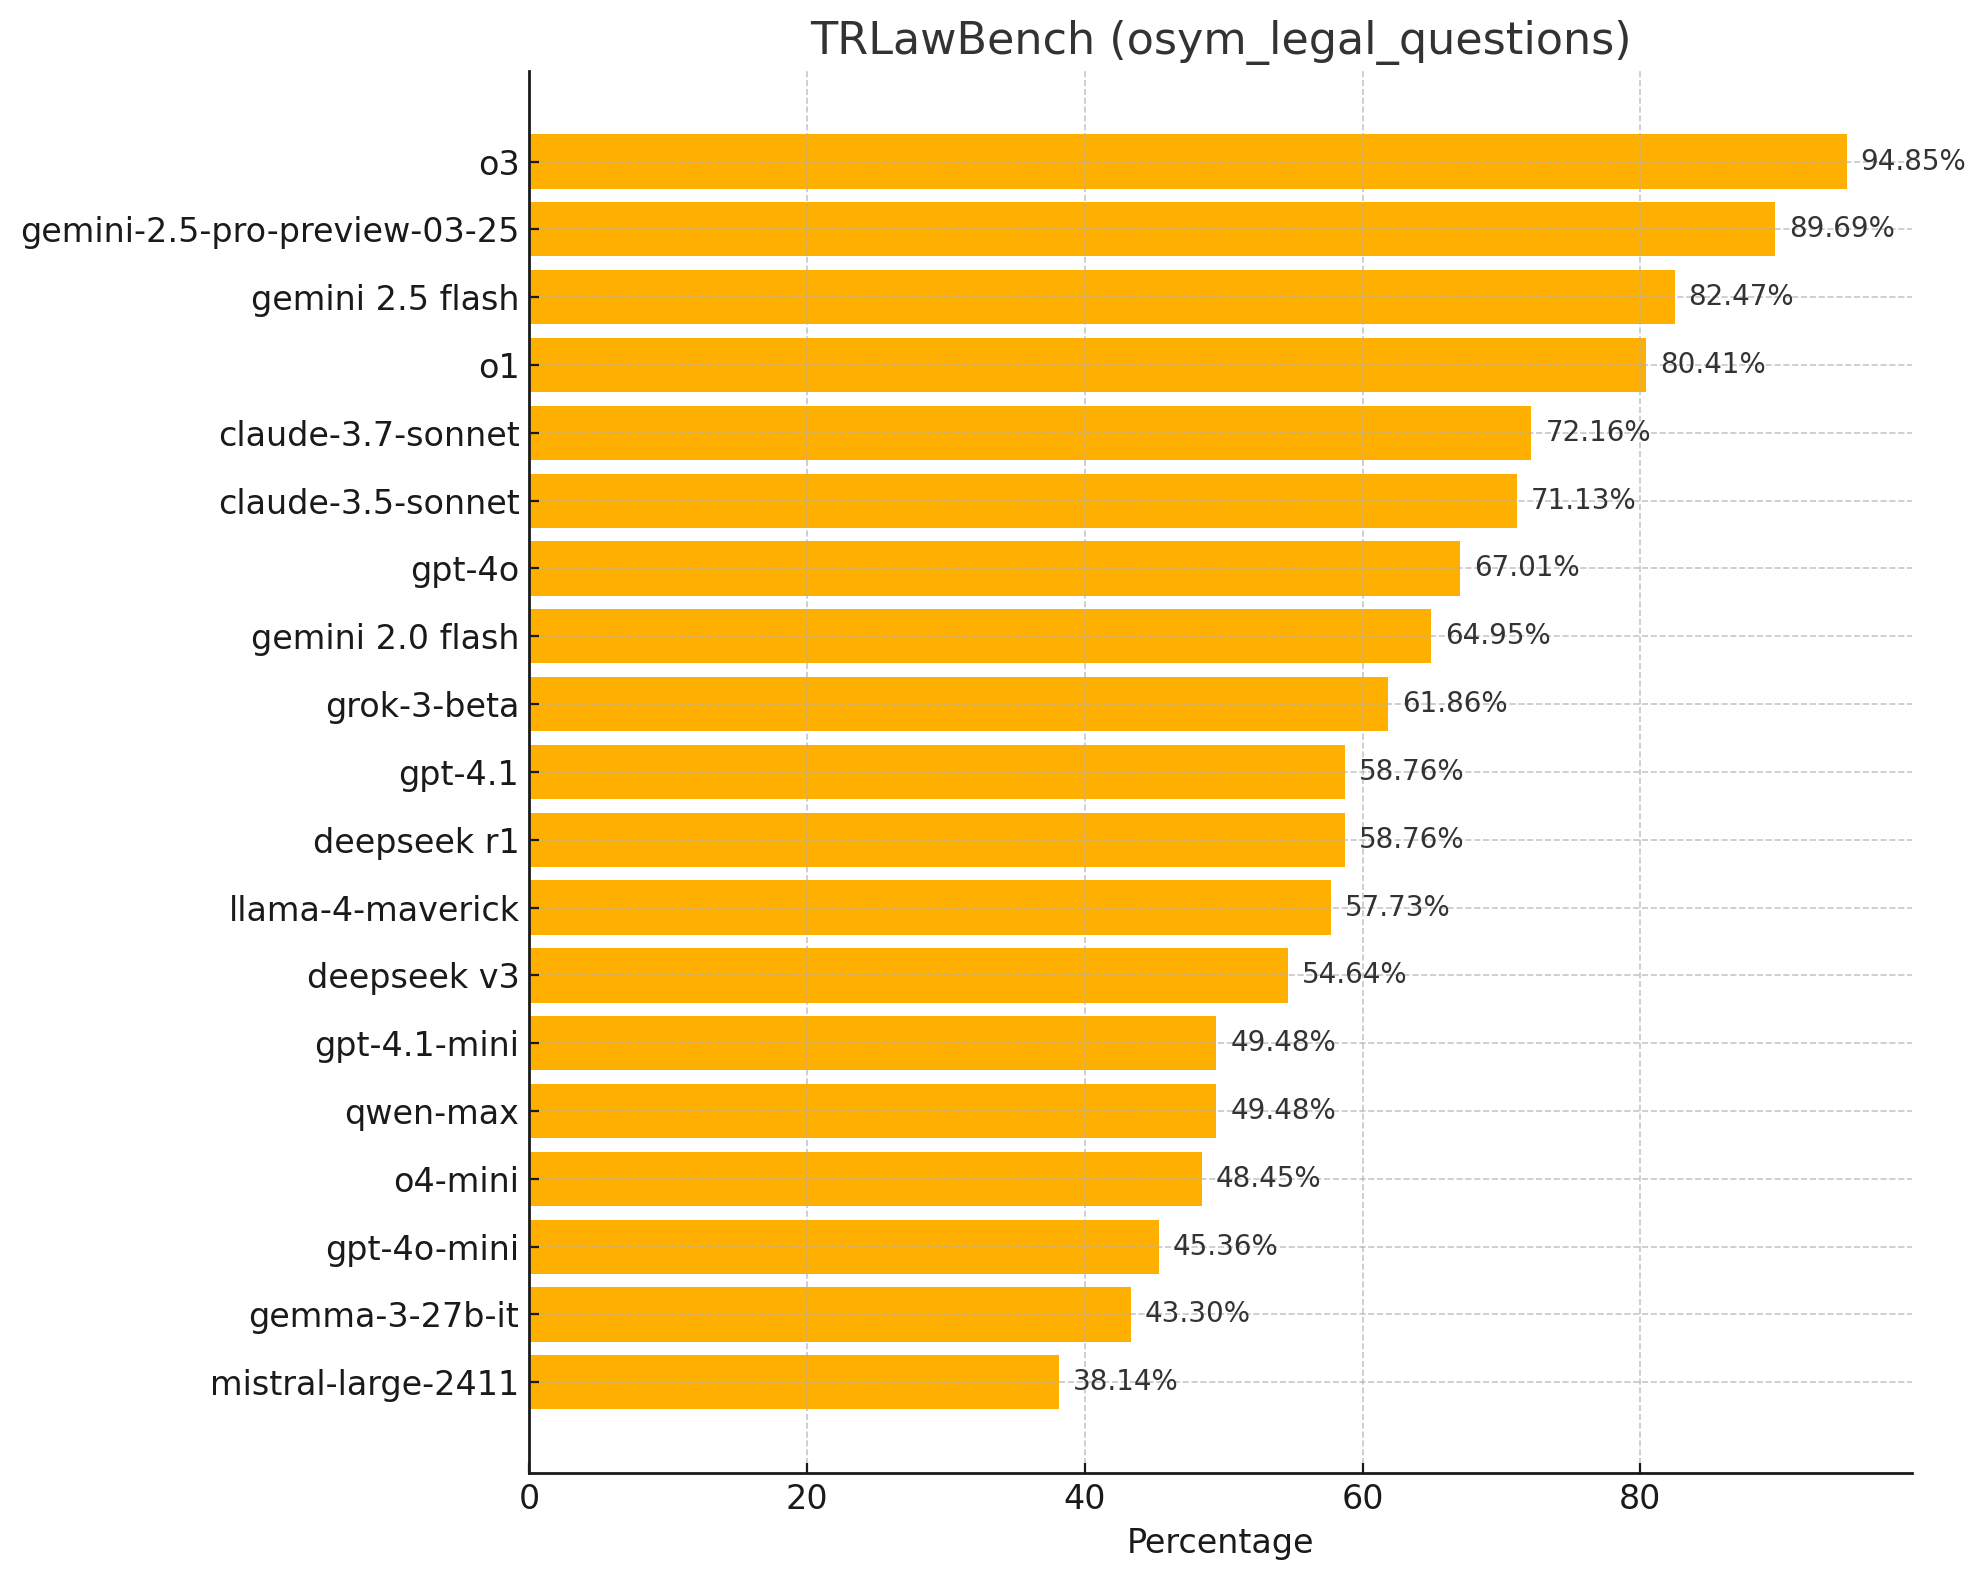 TRLawBench (osym_legal_questions)
o3 94.85%
gemini-2.5-pro-preview-03-25 89.69%
gemini 2.5 flash 82.47%
o1 80.41%
claude-3.7-sonnet 72.16%
claude-3.5-sonnet 71.13%
gpt-4o 67.01%
gemini 2.0 flash 64.95%
grok-3-beta 61.86%
gpt-4.1 58.76%
deepseek r1 58.76%
llama-4-maverick 57.73%
deepseek v3 54.64%
gpt-4.1-mini 49.48%
qwen-max 49.48%
o4-mini 48.45%
gpt-4o-mini 45.36%
gemma-3-27b-it 43.30%
mistral-large-2411 38.14%
0 20 40 60 80
Percentage